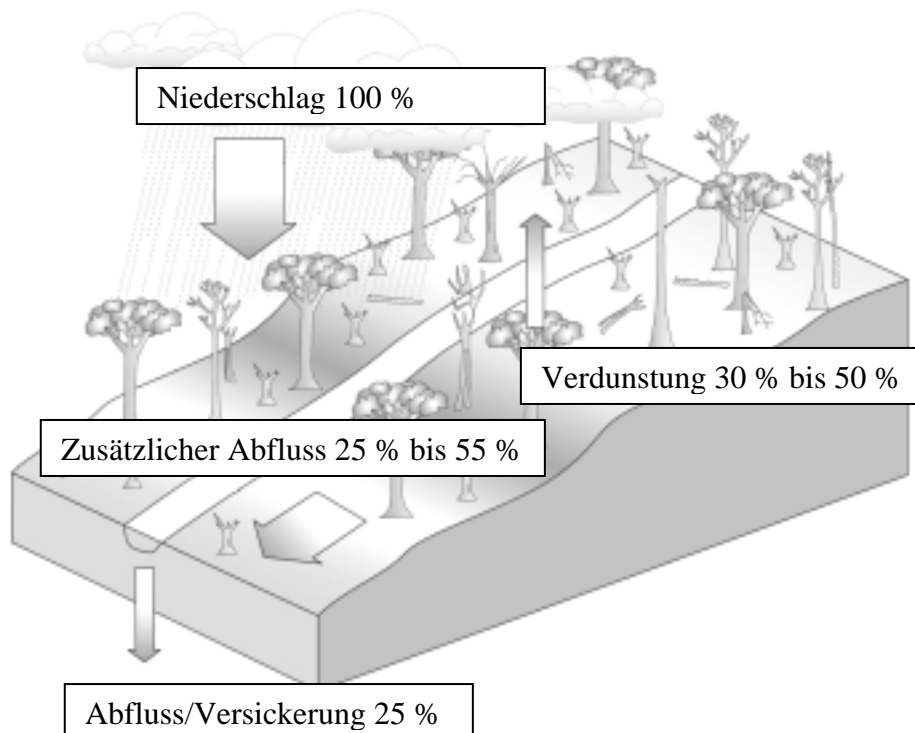 Niederschlag 100 %
Verdunstung 30 % bis 50 %
Zusätzlicher Abfluss 25 % bis 55 %
Abfluss/Versickerung 25 %